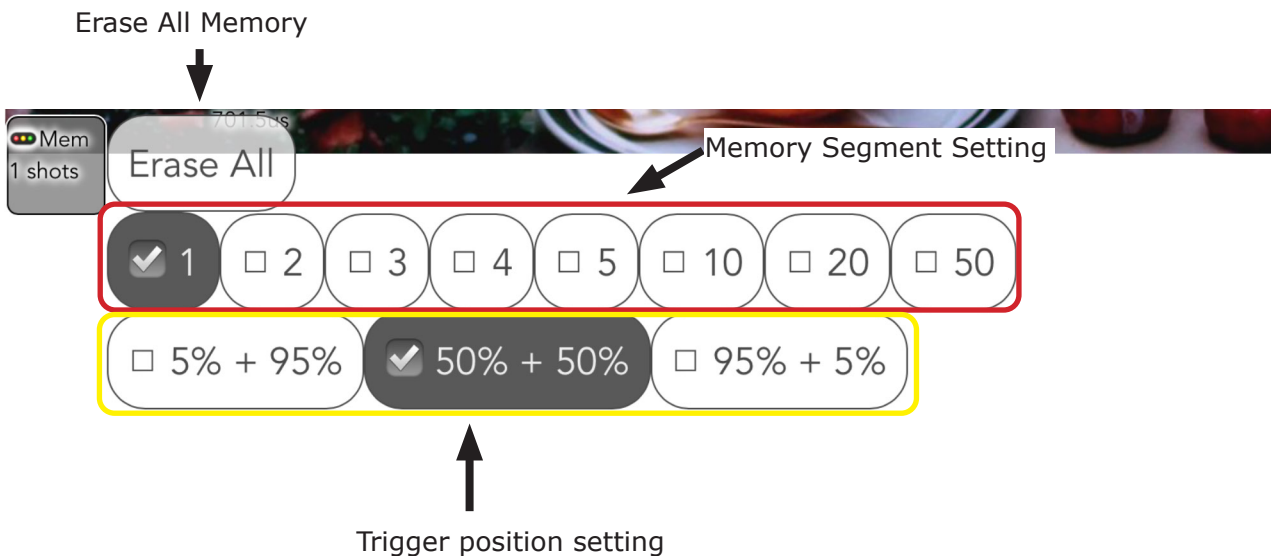 Erase All Memory
701.5us
Mem
1 shots
Erase All
Memory Segment Setting
1 2 3 4 5 10 20 50
5% + 95% 50% + 50% 95% + 5%
Trigger position setting